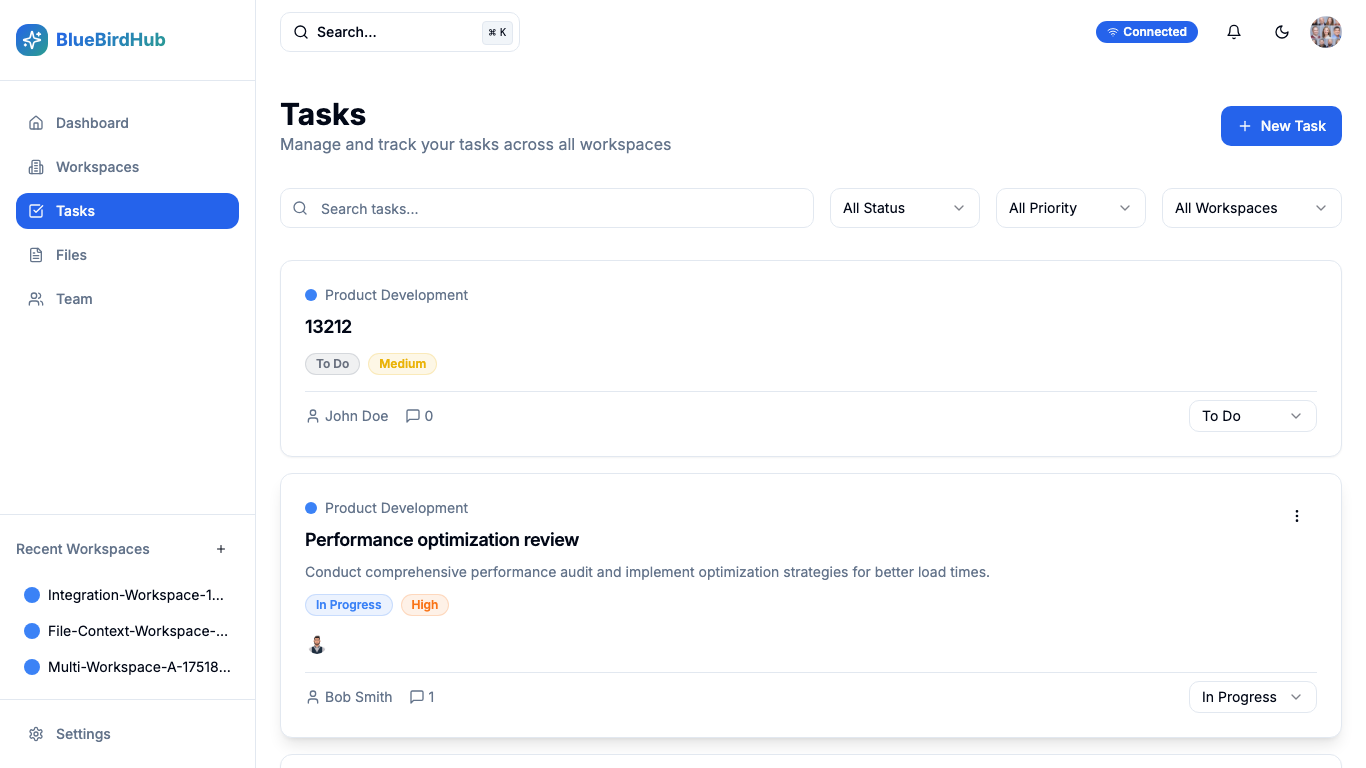 BlueBirdHub
Dashboard
Workspaces
Tasks
Files
Team
Recent Workspaces
Integration-Workspace-1...
File-Context-Workspace-...
Multi-Workspace-A-17518...
Settings
Search... ⌘ K
Connected
Tasks
Manage and track your tasks across all workspaces
New Task
Search tasks...
All Status
All Priority
All Workspaces
Product Development
13212
To Do Medium
John Doe 0
To Do
Product Development
Performance optimization review
Conduct comprehensive performance audit and implement optimization strategies for better load times.
In Progress High
Bob Smith 1
In Progress